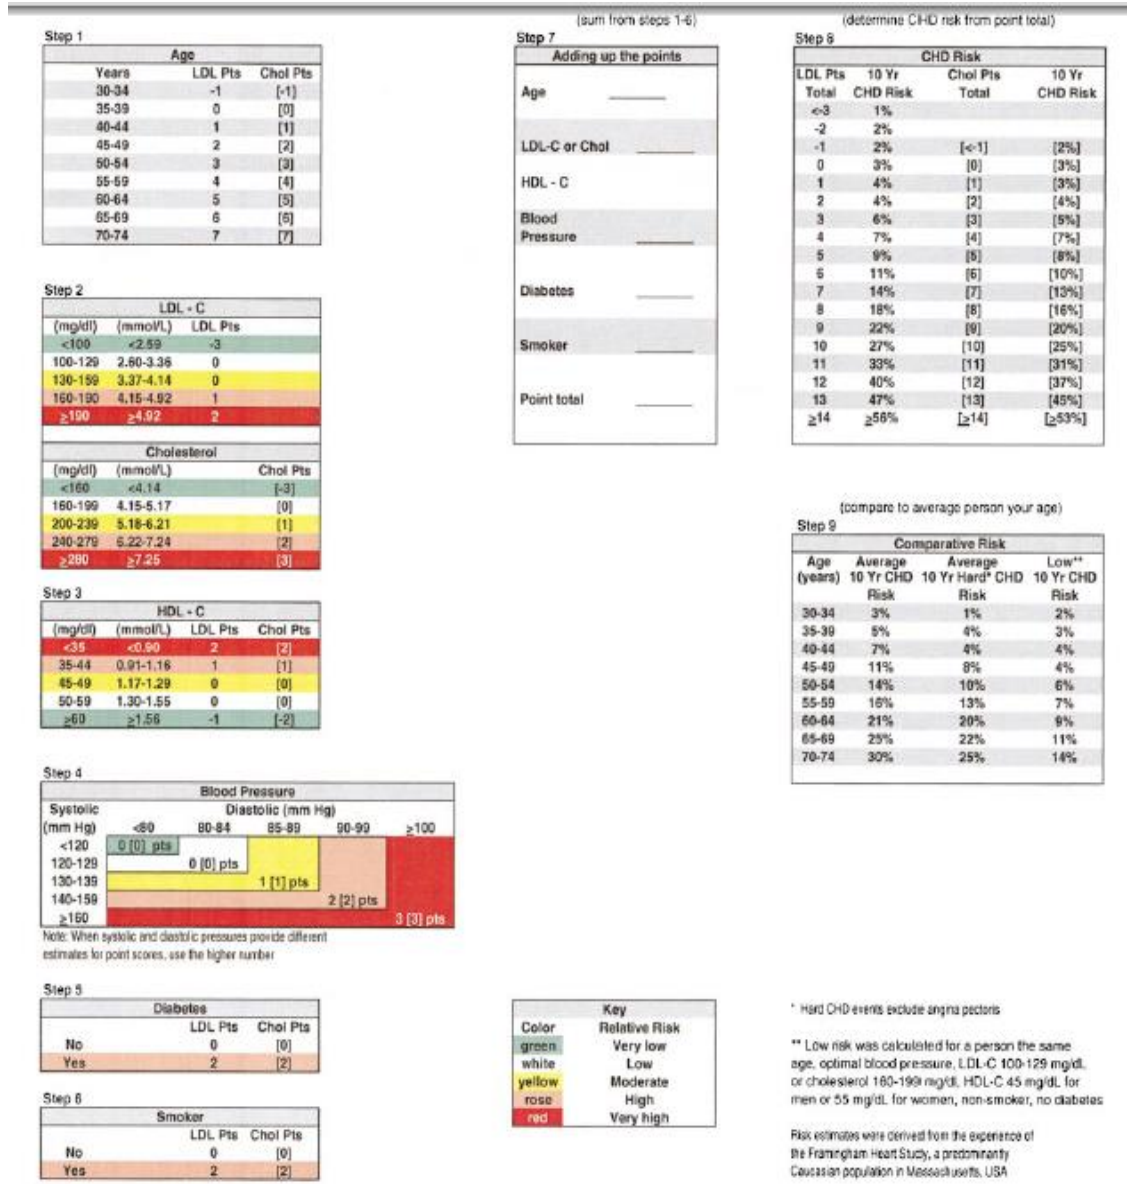 Step 1
Age
Years LDL Pts Chol Pts
30-34 -1 [-1]
35-39 0 [0]
40-44 1 [1]
45-49 2 [2]
50-54 3 [3]
55-59 4 [4]
60-64 5 [5]
65-69 6 [6]
70-74 7 [7]
Step 2
LDL - C
(mg/dl) (mmol/L) LDL Pts
<100 <2.59 -3
100-129 2.60-3.36 0
130-159 3.37-4.14 0
160-190 4.15-4.92 1
≥190 ≥4.92 2
Cholesterol
(mg/dl) (mmol/L) Chol Pts
<160 <4.14 [-3]
160-199 4.15-5.17 [0]
200-239 5.18-6.21 [1]
240-279 6.22-7.24 [2]
≥280 ≥7.25 [3]
Step 3
HDL - C
(mg/dl) (mmol/L) LDL Pts Chol Pts
<35 <0.90 2 [2]
35-44 0.91-1.16 1 [1]
45-49 1.17-1.29 0 [0]
50-59 1.30-1.55 0 [0]
≥60 ≥1.56 -1 [-2]
Step 4
Blood Pressure
Systolic Diastolic (mm Hg)
(mm Hg) <80 80-84 85-89 90-99 ≥100
<120 0 [0] pts
120-129 0 [0] pts
130-139 1 [1] pts
140-159 2 [2] pts
≥160 3 [3] pts
Note: When systolic and diastolic pressures provide different
estimates for point scores, use the higher number
Step 5
Diabetes
LDL Pts Chol Pts
No 0 [0]
Yes 2 [2]
Step 6
Smoker
LDL Pts Chol Pts
No 0 [0]
Yes 2 [2]
(sum from steps 1-6)
Step 7
Adding up the points
Age
LDL-C or Chol
HDL - C
Blood
Pressure
Diabetes
Smoker
Point total
(determine CHD risk from point total)
Step 8
CHD Risk
LDL Pts 10 Yr Chol Pts 10 Yr
Total CHD Risk Total CHD Risk
<-3 1%
-2 2%
-1 2% [<-1] [2%]
0 3% [0] [3%]
1 4% [1] [3%]
2 4% [2] [4%]
3 6% [3] [5%]
4 7% [4] [7%]
5 9% [5] [8%]
6 11% [6] [10%]
7 14% [7] [13%]
8 18% [8] [16%]
9 22% [9] [20%]
10 27% [10] [25%]
11 33% [11] [31%]
12 40% [12] [37%]
13 47% [13] [45%]
≥14 ≥56% [≥14] [≥53%]
(compare to average person your age)
Step 9
Comparative Risk
Age Average Average Low**
(years) 10 Yr CHD 10 Yr Hard* CHD 10 Yr CHD
Risk Risk Risk
30-34 3% 1% 2%
35-39 5% 4% 3%
40-44 7% 4% 4%
45-49 11% 8% 4%
50-54 14% 10% 6%
55-59 16% 13% 7%
60-64 21% 20% 9%
65-69 25% 22% 11%
70-74 30% 25% 14%
Key
Color Relative Risk
green Very low
white Low
yellow Moderate
rose High
red Very high
* Hard CHD events exclude angina pectoris
** Low risk was calculated for a person the same
age, optimal blood pressure, LDL-C 100-129 mg/dL
or cholesterol 160-199 mg/dl, HDL-C 45 mg/dL for
men or 55 mg/dL for women, non-smoker, no diabetes
Risk estimates were derived from the experience of
the Framingham Heart Study, a predominantly
Caucasian population in Massachusetts, USA